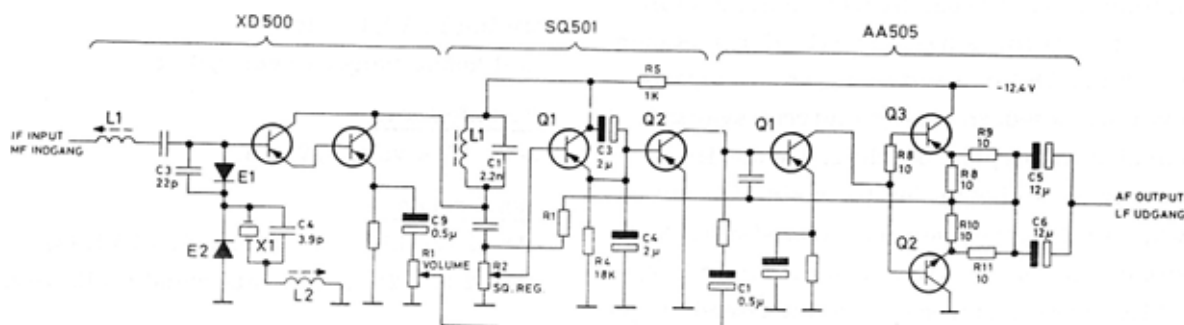 XD500
SQ501
AA505
L1
IF INPUT
MF INDGANG
C3
22p
E1
E2
X1
C4
3.9p
L2
C9
0.5µ
R1
VOLUME
L1
C1
2.2n
R2
SQ..REG.
R1
R5
1K
Q1
C3
2µ
R4
18K
C4
2µ
Q2
C1
0.5µ
Q1
-12,4 V
Q3
R8
10
R9
10
R8
10
R10
10
Q2
R11
10
C5
12µ
C6
12µ
AF OUTPUT
LF UDGANG